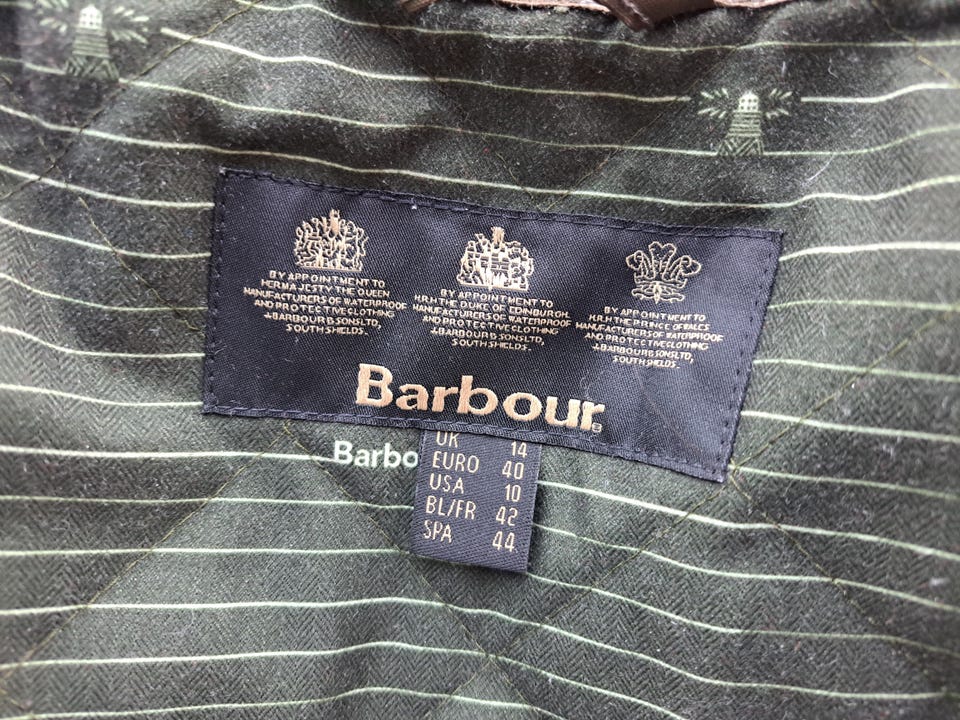 BY APPOINTMENT TO
HER MAJESTY THE QUEEN
MANUFACTURERS OF WATERPROOF
AND PROTECTIVE CLOTHING
J.BARBOUR & SONS LTD,
SOUTH SHIELDS.
BY APPOINTMENT TO
H.R.H THE DUKE OF EDINBURGH.
MANUFACTURERS OF WATERPROOF
AND PROTECTIVE CLOTHING
J.BARBOUR & SONS LTD,
SOUTH SHIELDS.
BY APPOINTMENT TO
H.R.H. THE PRINCE OF WALES
MANUFACTURERS OF WATERPROOF
AND PROTECTIVE CLOTHING
J.BARBOUR & SONS LTD,
SOUTH SHIELDS.
Barbour®
Barbo
UK 14
EURO 40
USA 10
BL/FR 42
SPA 44